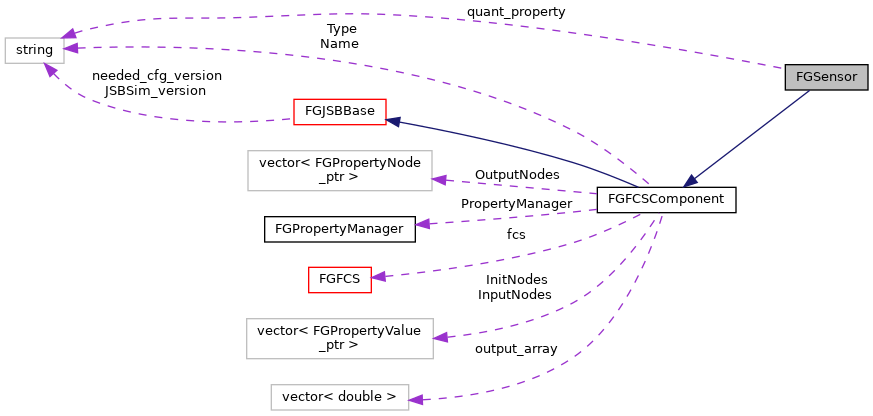 quant_property
string
Type
Name
FGSensor
needed_cfg_version
JSBSim_version
FGJSBBase
vector< FGPropertyNode
_ptr >
OutputNodes
FGFCSComponent
PropertyManager
FGPropertyManager
fcs
FGFCS
InitNodes
InputNodes
vector< FGPropertyValue
_ptr >
output_array
vector< double >